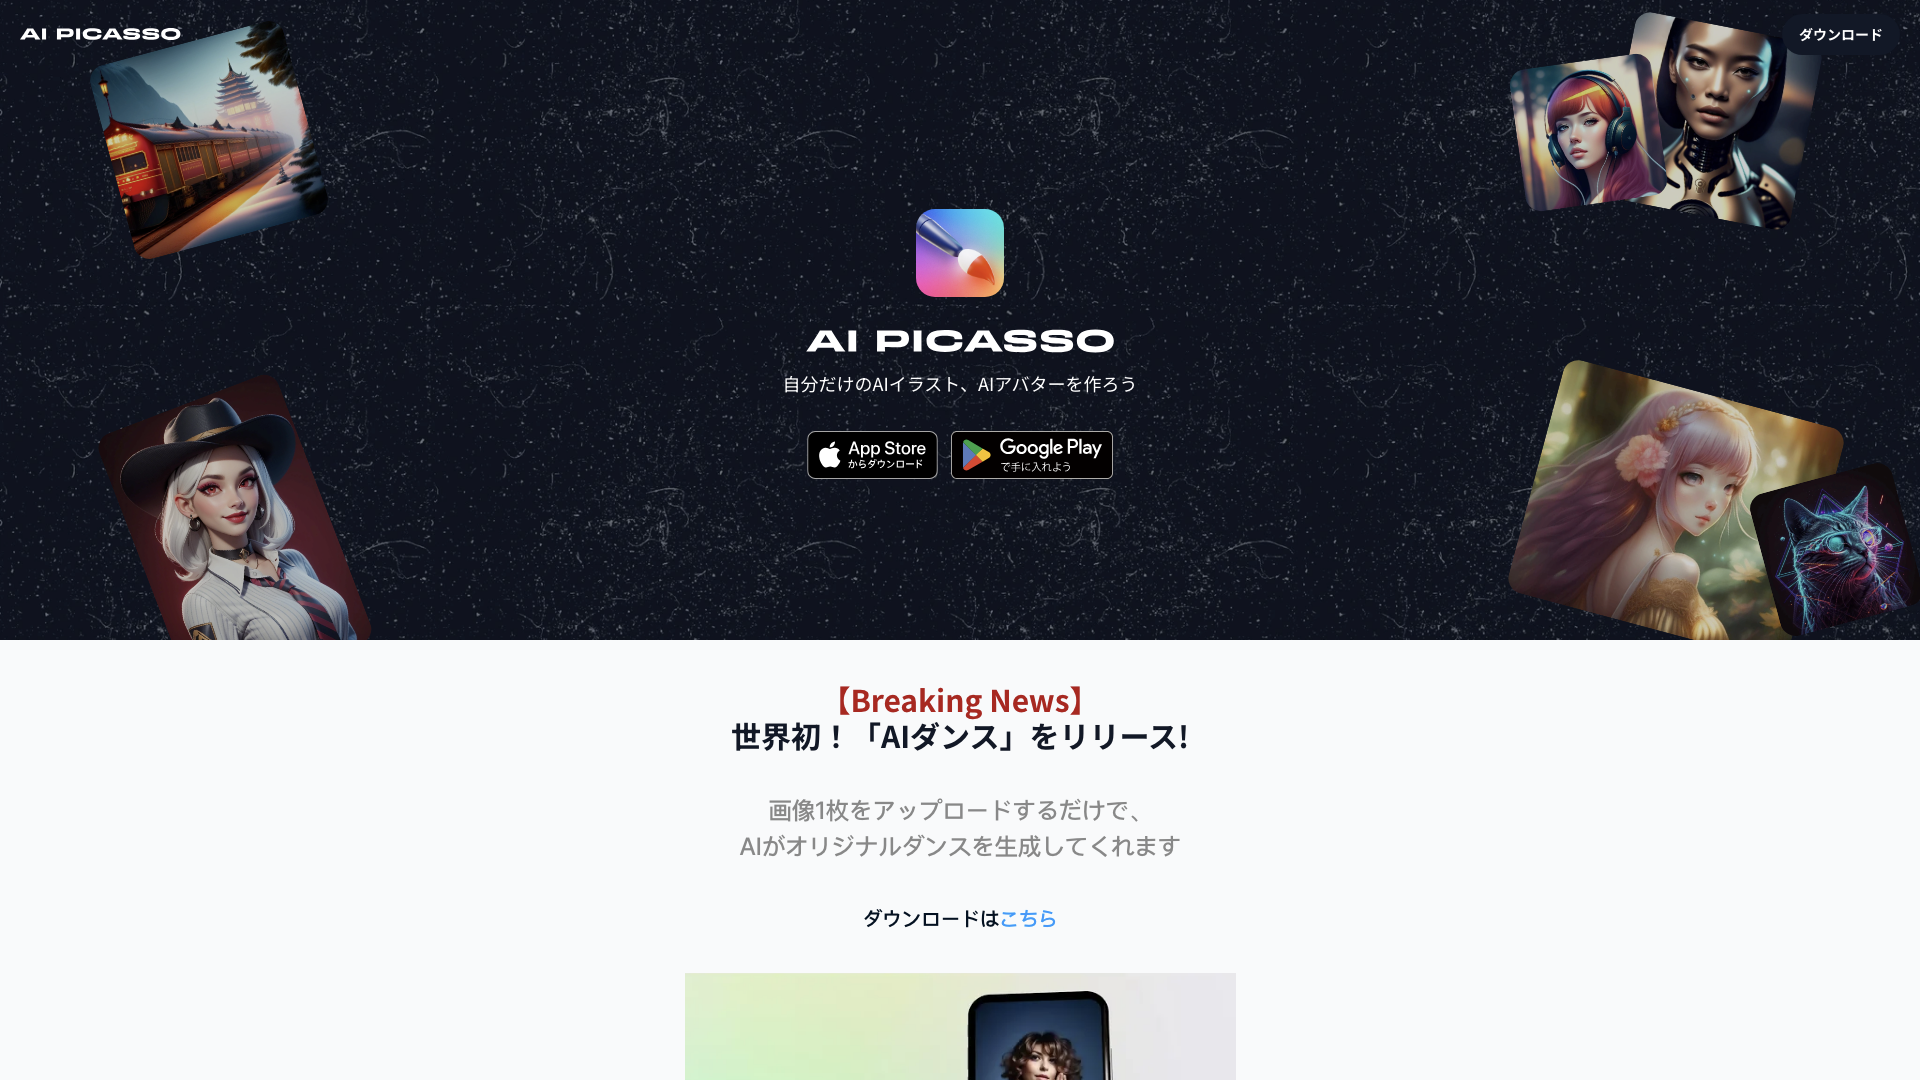 AI PICASSO
ダウンロード
AI PICASSO
自分だけのAIイラスト、AIアバターを作ろう
App Store
からダウンロード
Google Play
で手に入れよう
【Breaking News】
世界初！「AIダンス」をリリース!
画像1枚をアップロードするだけで、
AIがオリジナルダンスを生成してくれます
ダウンロードはこちら